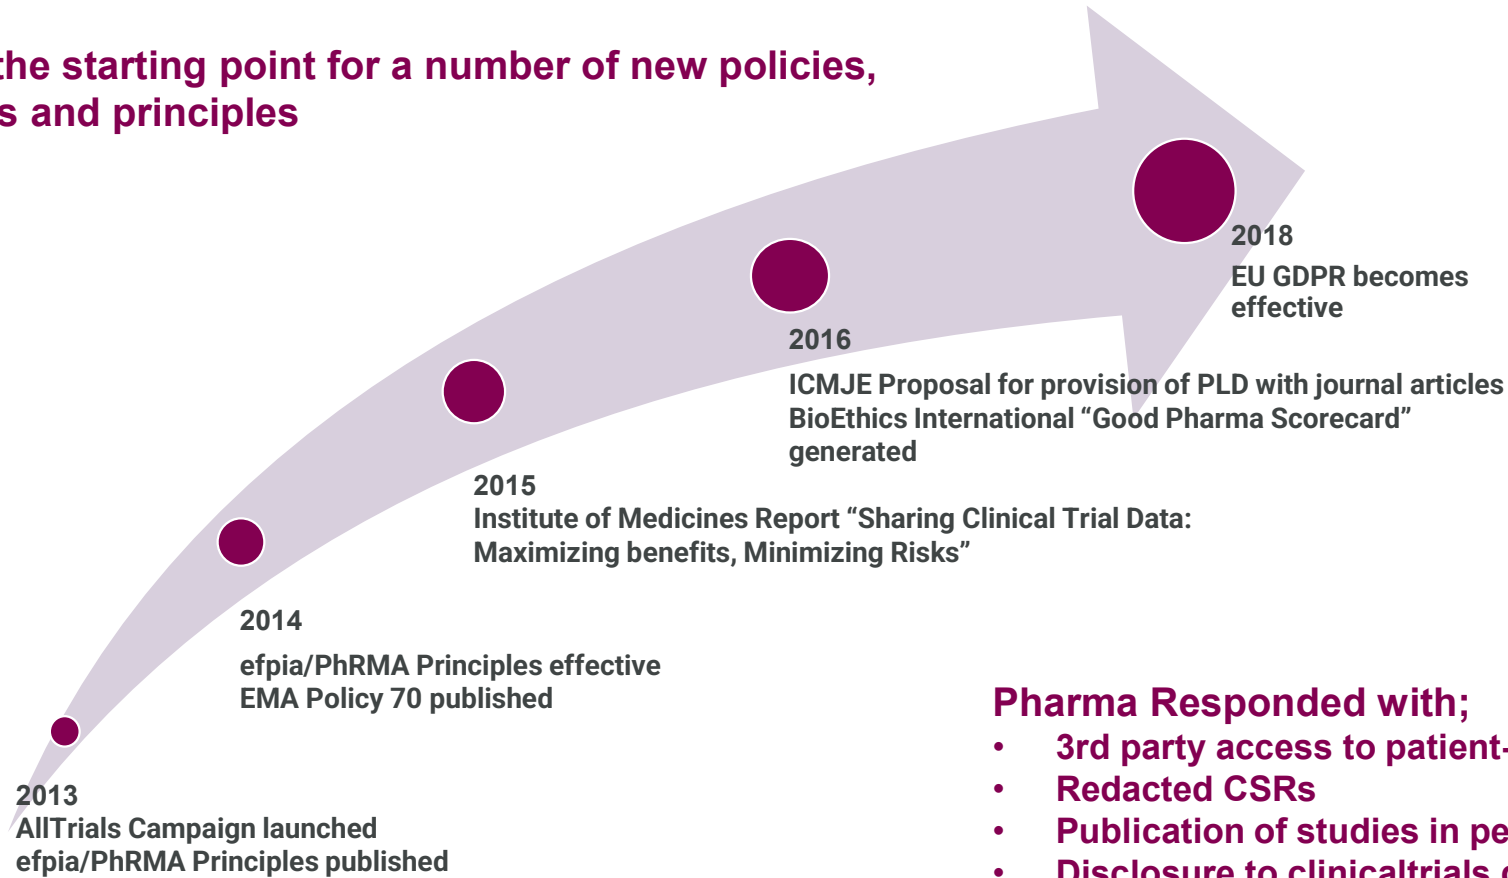 the starting point for a number of new policies,
s and principles
2018
EU GDPR becomes
effective
2016
ICMJE Proposal for provision of PLD with journal articles
BioEthics International “Good Pharma Scorecard”
generated
2015
Institute of Medicines Report “Sharing Clinical Trial Data:
Maximizing benefits, Minimizing Risks”
2014
efpia/PhRMA Principles effective
EMA Policy 70 published
2013
AllTrials Campaign launched
efpia/PhRMA Principles published
Pharma Responded with;
• 3rd party access to patient-
• Redacted CSRs
• Publication of studies in pe
• Disclosure to clinicaltrials